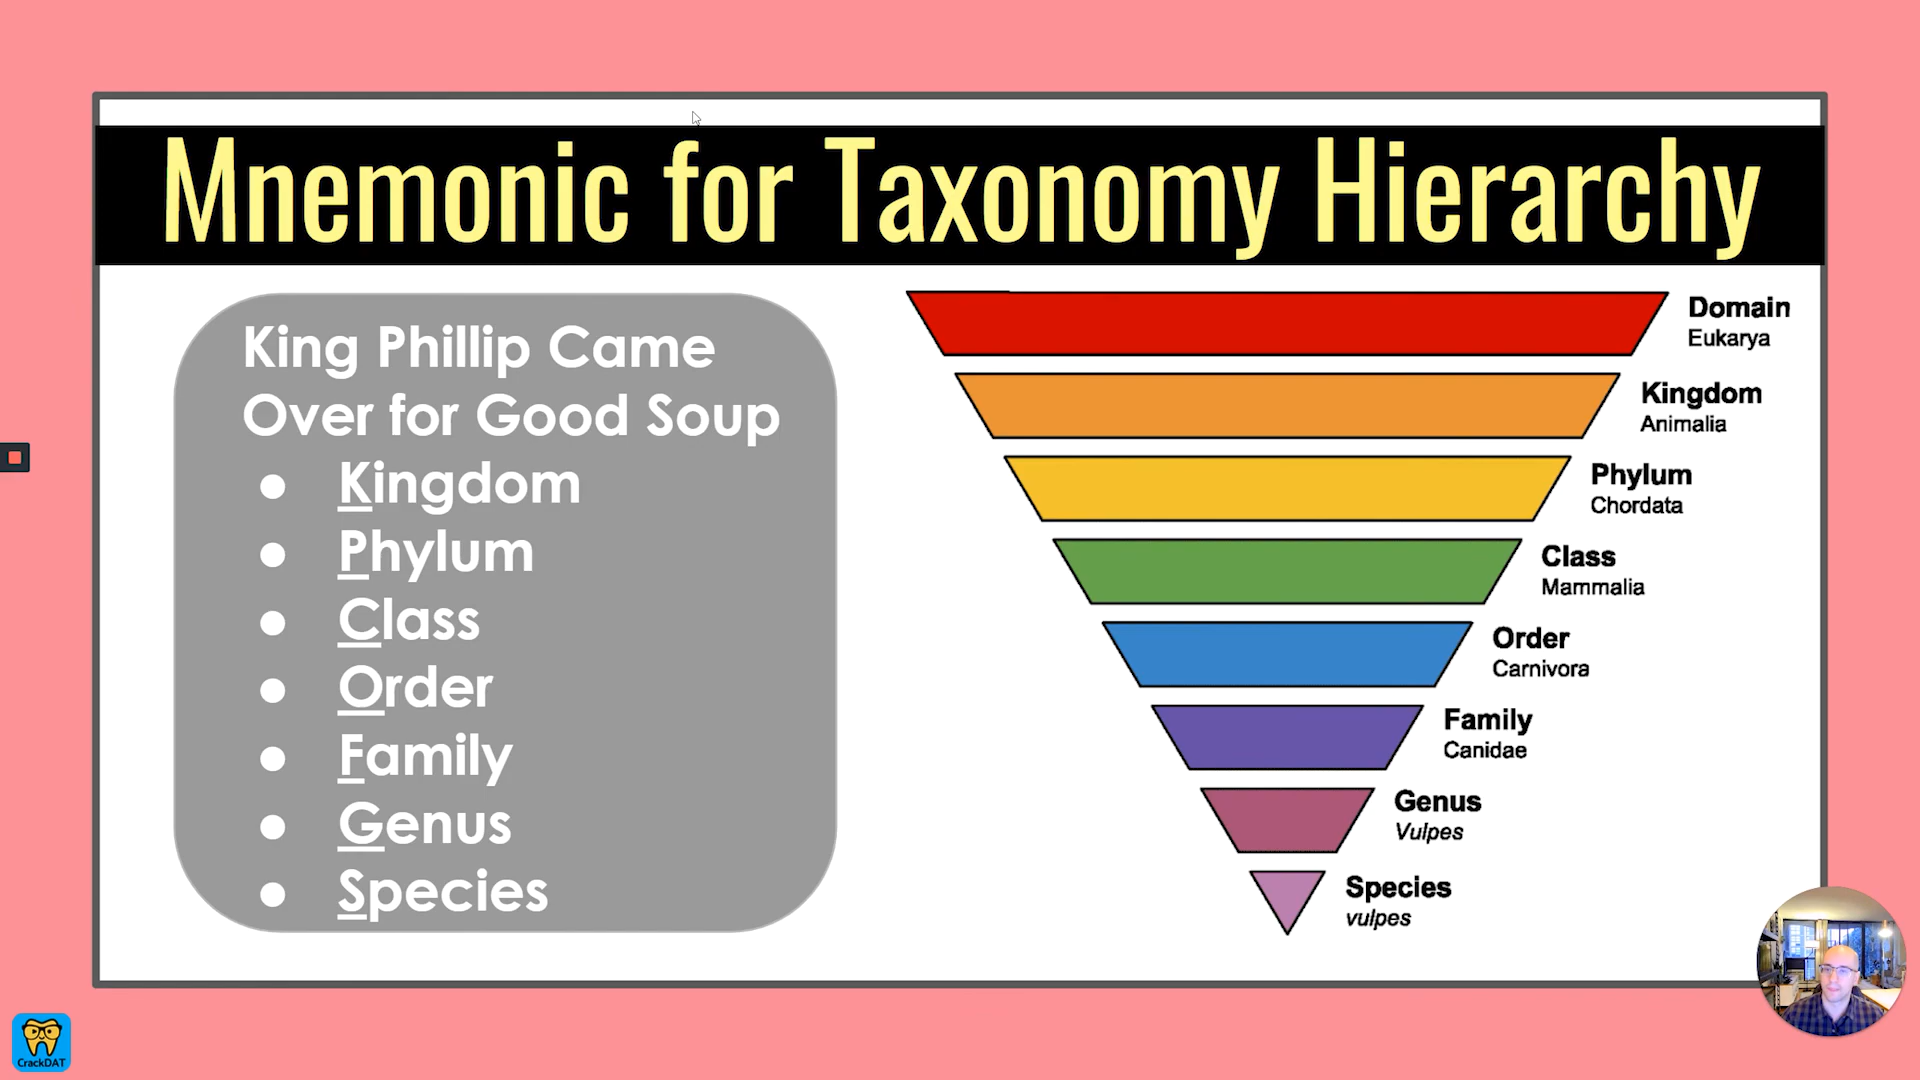 Mnemonic for Taxonomy Hierarchy
King Phillip Came
Over for Good Soup
● Kingdom
● Phylum
● Class
● Order
● Family
● Genus
● Species
Domain
Eukarya
Kingdom
Animalia
Phylum
Chordata
Class
Mammalia
Order
Carnivora
Family
Canidae
Genus
Vulpes
Species
vulpes
CrackDAT